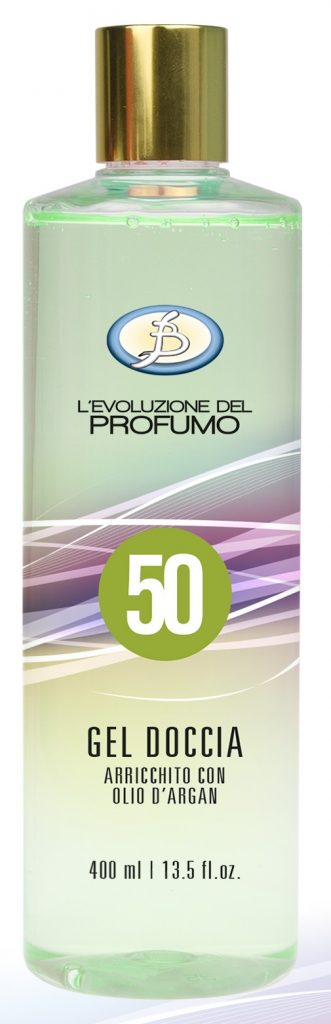 L'EVOLUZIONE DEL
PROFUMO
50
GEL DOCCIA
ARRICCHITO CON
OLIO D'ARGAN
400 ml | 13.5 fl.oz.